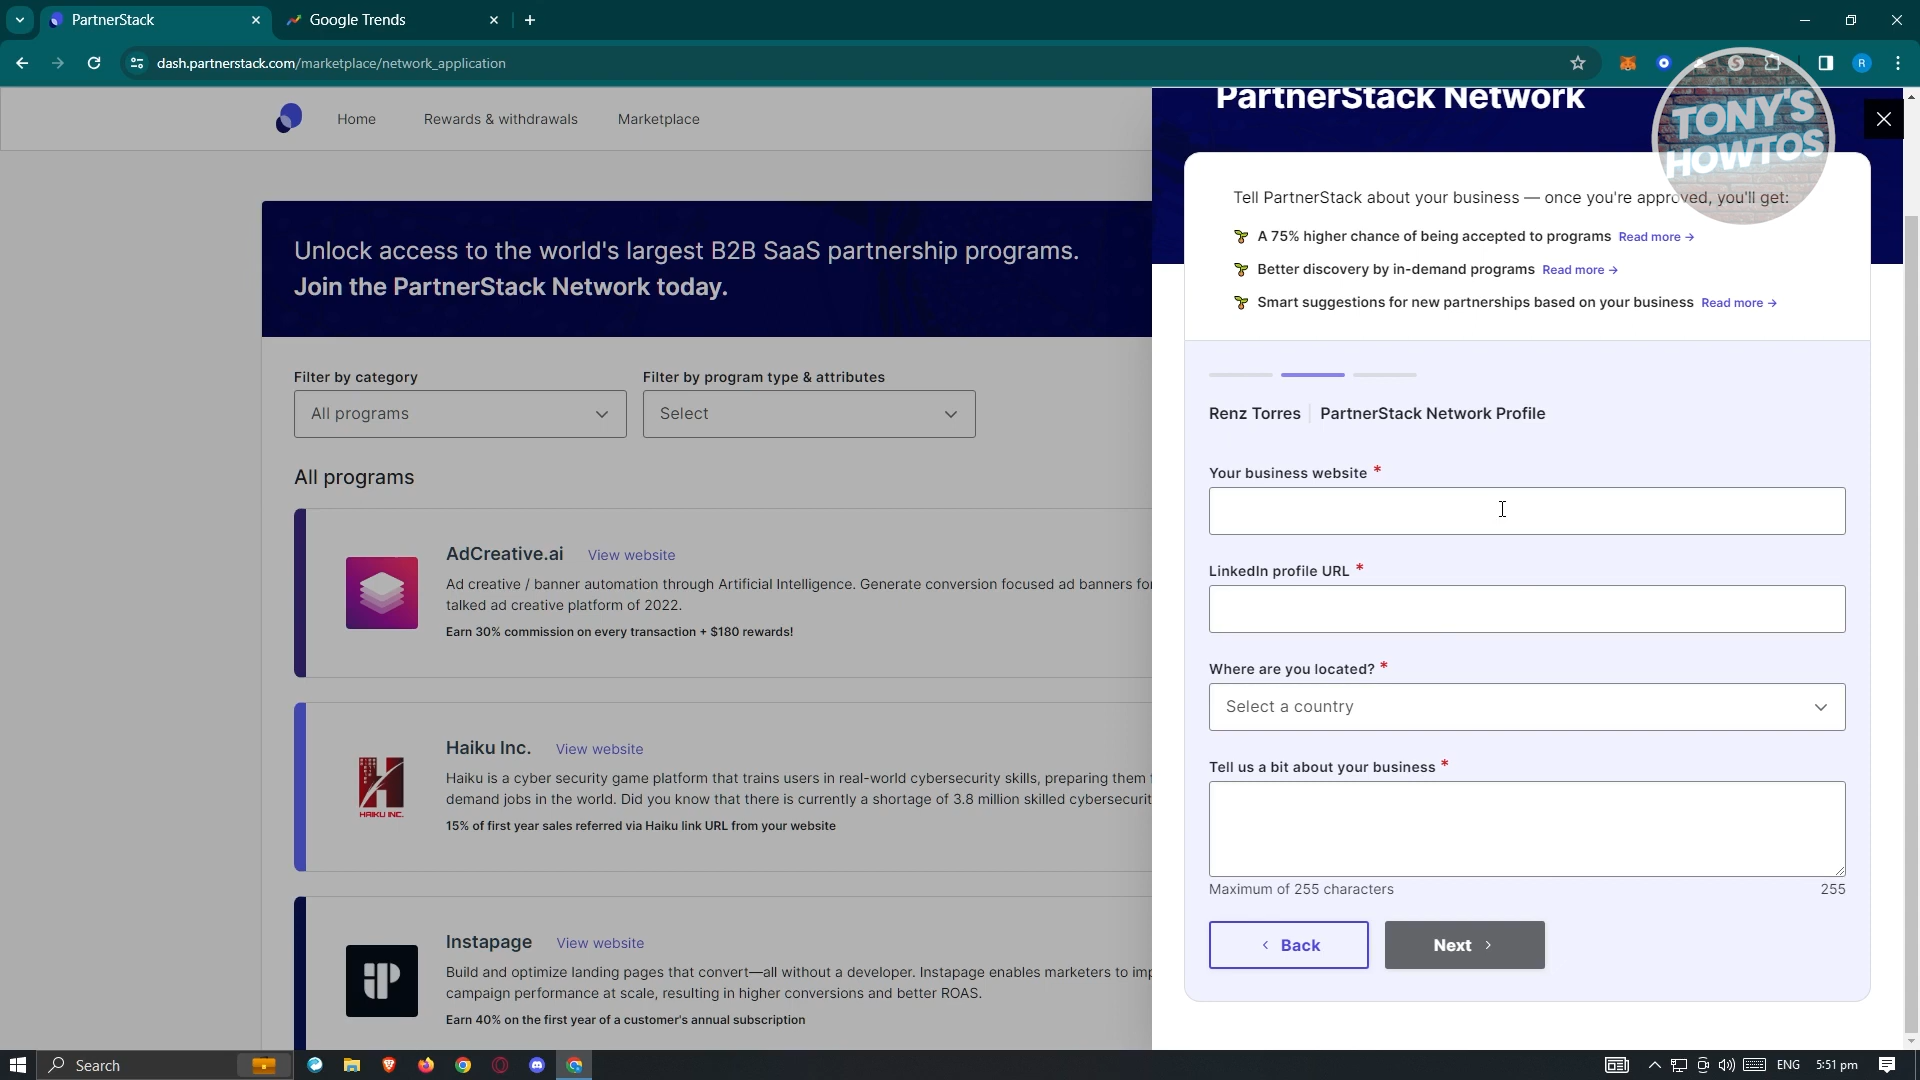 PartnerStack
Google Trends
dash.partnerstack.com/marketplace/network_application
R
Home
Rewards & withdrawals
Marketplace
Unlock access to the world's largest B2B SaaS partnership programs.
Join the PartnerStack Network today.
Filter by category
Filter by program type & attributes
All programs
Select
All programs
AdCreative.ai View website
Ad creative / banner automation through Artificial Intelligence. Generate conversion focused ad banners
talked ad creative platform of 2022.
Earn 30% commission on every transaction + $180 rewards!
HAIKU INC.
Haiku Inc. View website
Haiku is a cyber security game platform that trains users in real-world cybersecurity skills, preparing them
demand jobs in the world. Did you know that there is currently a shortage of 3.8 million skilled
15% of first year sales referred via Haiku link URL from your website
Instapage View website
Build and optimize landing pages that convert—all without a developer. Instapage enables marketers to
campaign performance at scale, resulting in higher conversions and better ROAS.
Earn 40% on the first year of a customer's annual subscription
PartnerStack Network
TONY'S
HOWTOS
Tell PartnerStack about your business — once you're approved, you'll get:
A 75% higher chance of being accepted to programs Read more →
Better discovery by in-demand programs Read more →
Smart suggestions for new partnerships based on your business Read more →
Renz Torres PartnerStack Network Profile
Your business website *
LinkedIn profile URL *
Where are you located? *
Select a country
Tell us a bit about your business *
Maximum of 255 characters 255
‹ Back
Next ›
Search
ENG
5:51 pm